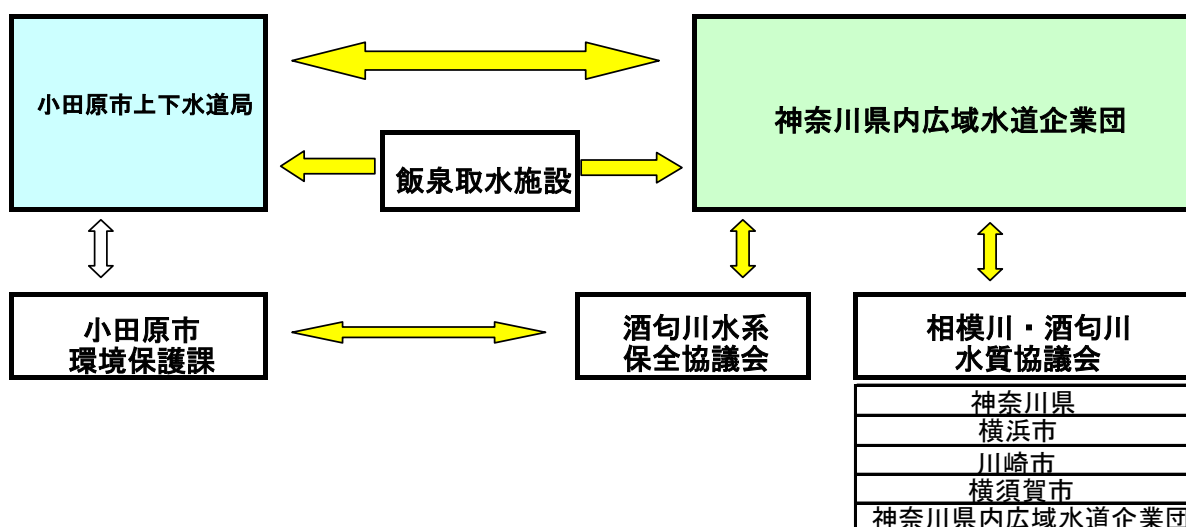 小田原市上下水道局
神奈川県内広域水道企業団
飯泉取水施設
小田原市
環境保護課
酒匂川水系
保全協議会
相模川・酒匂川
水質協議会
神奈川県
横浜市
川崎市
横須賀市
神奈川県内広域水道企業団